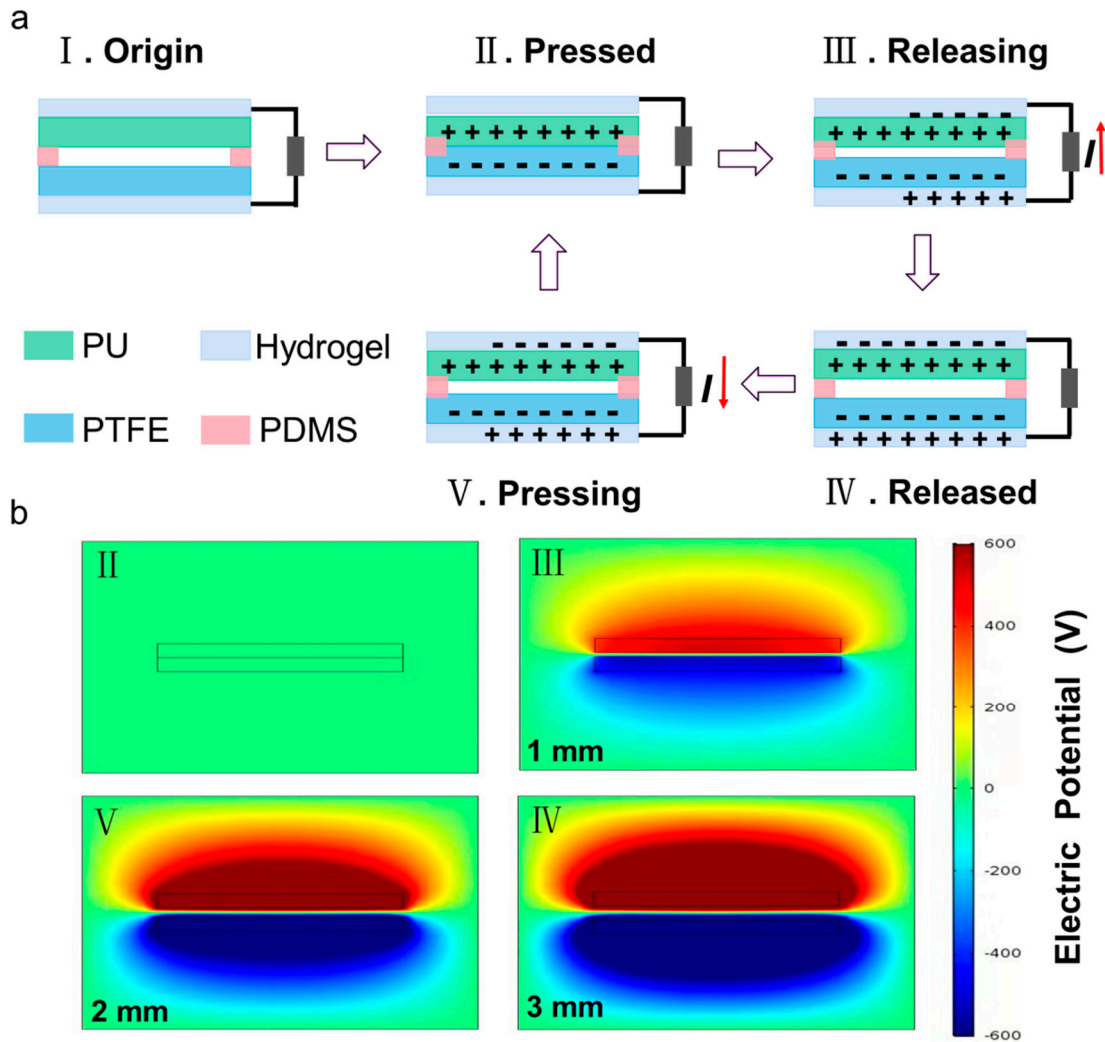 a
Ⅰ . Origin
Ⅱ . Pressed
Ⅲ . Releasing
+ + + + + + + +
- - - - - - - -
- - - - - -
+ + + + + + + +
- - - - - - - -
+ + + + +
I
PU
Hydrogel
PTFE
PDMS
- - - - - -
+ + + + + + + +
- - - - - - - -
+ + + + + +
I
- - - - - - - -
+ + + + + + + +
- - - - - - - -
+ + + + + + + +
Ⅴ . Pressing
Ⅳ . Released
b
Ⅱ
Ⅲ
1 mm
Ⅴ
2 mm
Ⅳ
3 mm
600
400
200
0
-200
-400
-600
Electric Potential (V)